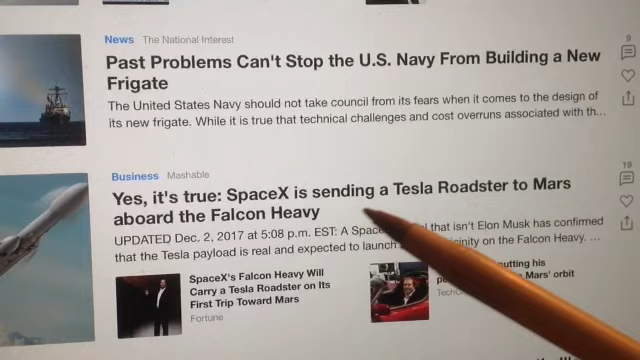 News The National Interest
9
Past Problems Can't Stop the U.S. Navy From Building a New
Frigate
The United States Navy should not take council from its fears when it comes to the design of
its new frigate. While it is true that technical challenges and cost overruns associated with th...
Business Mashable
19
Yes, it's true: SpaceX is sending a Tesla Roadster to Mars
aboard the Falcon Heavy
UPDATED Dec. 2, 2017 at 5:08 p.m. EST: A that isn't Elon Musk has confirmed
that the Tesla payload is real and expected to launch on the Falcon Heavy. ...
SpaceX's Falcon Heavy Will
Carry a Tesla Roadster on Its
First Trip Toward Mars
Fortune
his
Mars' orbit